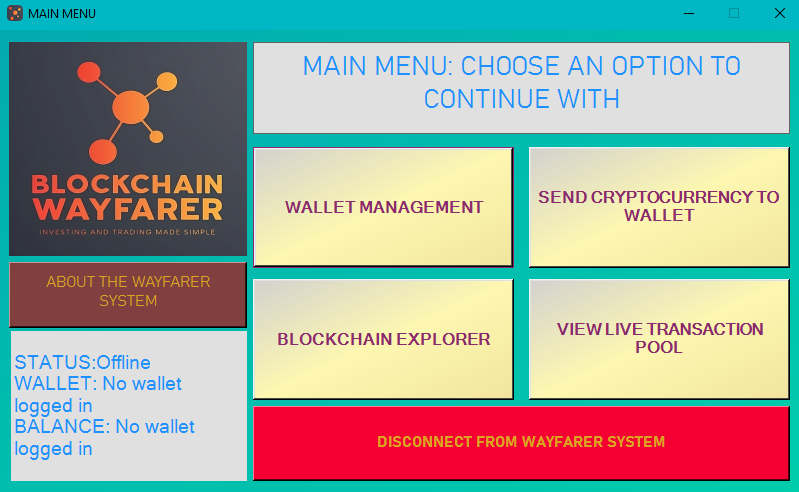 MAIN MENU
BLOCKCHAIN
WAYFARER
INVESTING AND TRADING MADE SIMPLE
MAIN MENU: CHOOSE AN OPTION TO
CONTINUE WITH
WALLET MANAGEMENT
SEND CRYPTOCURRENCY TO
WALLET
ABOUT THE WAYFARER
SYSTEM
BLOCKCHAIN EXPLORER
VIEW LIVE TRANSACTION
POOL
STATUS:Offline
WALLET: No wallet
logged in
BALANCE: No wallet
logged in
DISCONNECT FROM WAYFARER SYSTEM